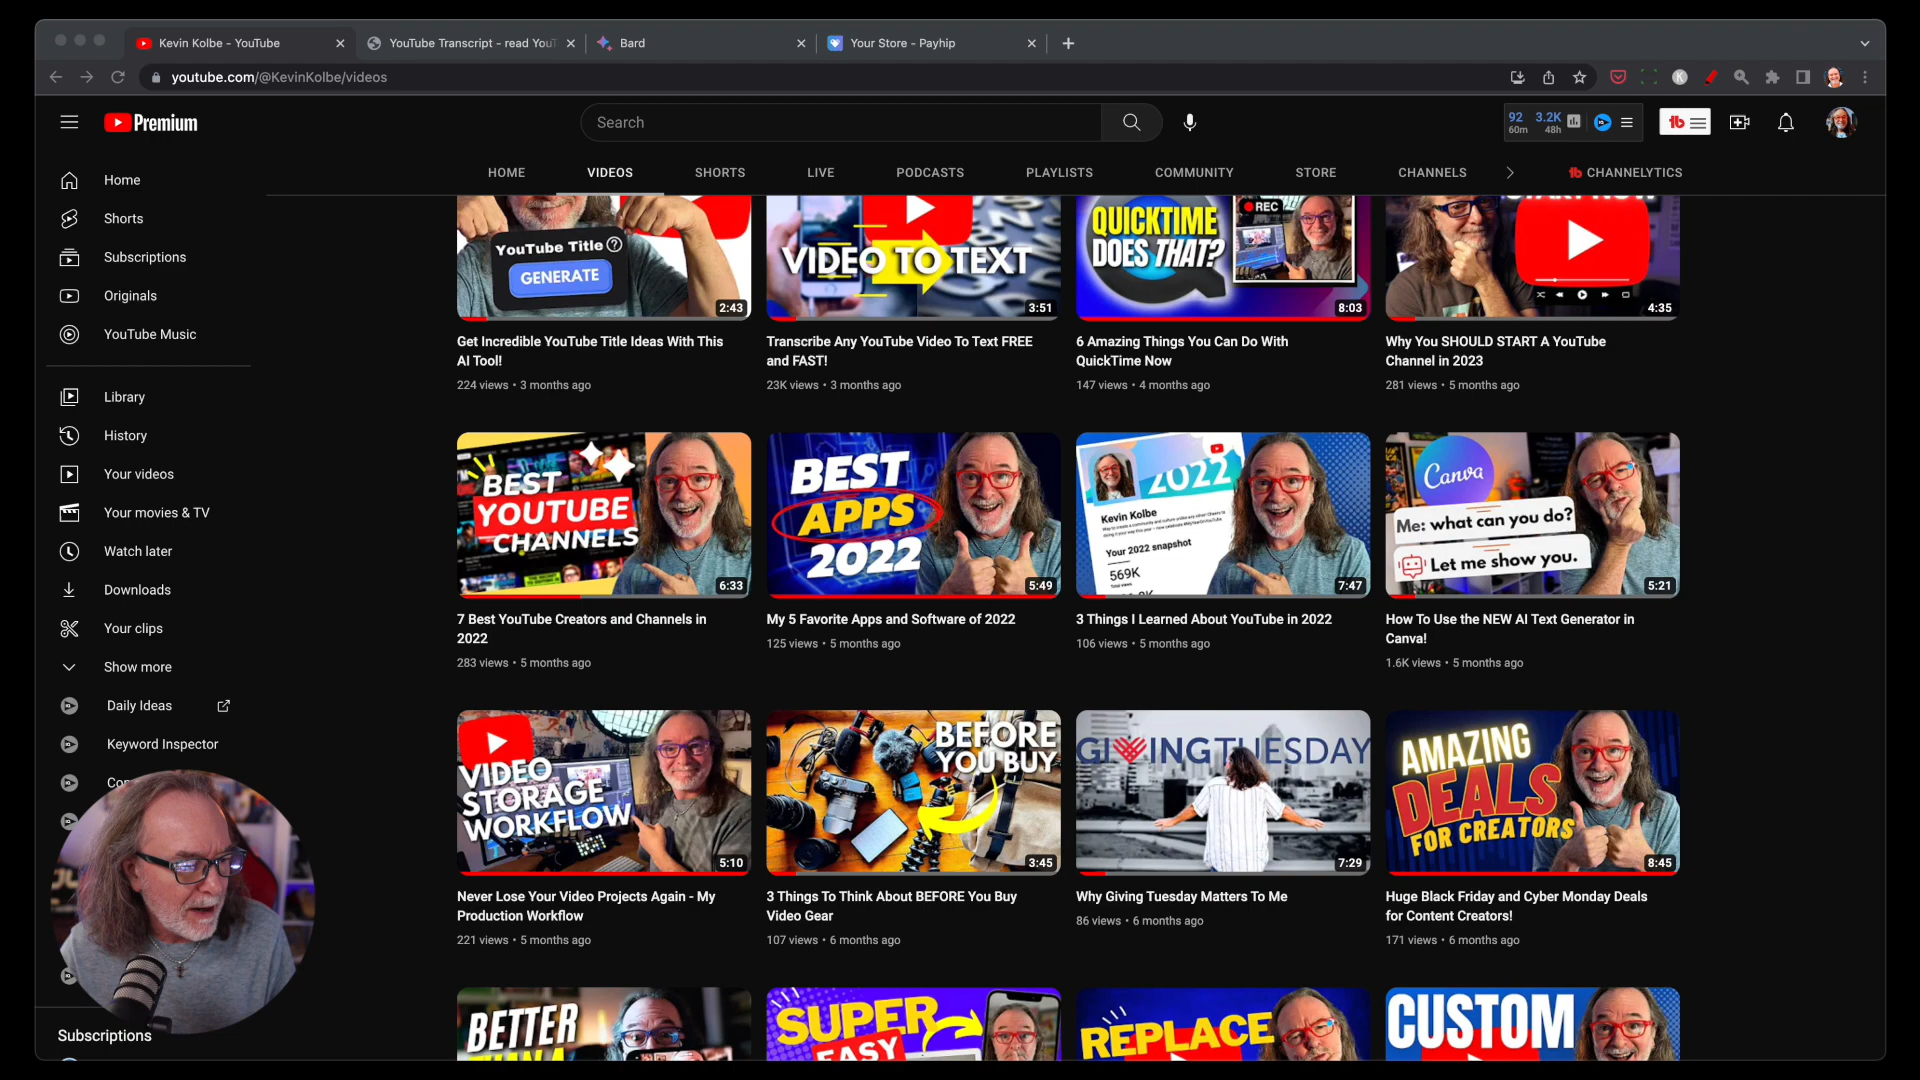 Kevin Kolbe - YouTube
YouTube Transcript - read YouT
Bard
Your Store - Payhip
youtube.com/@KevinKolbe/videos
Premium
Search
92
60m
3.2K
48h
HOME
VIDEOS
SHORTS
LIVE
PODCASTS
PLAYLISTS
COMMUNITY
STORE
CHANNELS
CHANNELYTICS
Home
Shorts
Subscriptions
Originals
YouTube Music
Library
History
Your videos
Your movies & TV
Watch later
Downloads
Your clips
Show more
Daily Ideas
Keyword Inspector
Subscriptions
YouTube Title
GENERATE
2:43
Get Incredible YouTube Title Ideas With This
AI Tool!
224 views • 3 months ago
VIDEO TO TEXT
3:51
Transcribe Any YouTube Video To Text FREE
and FAST!
23K views • 3 months ago
QUICKTIME
DOES THAT?
REC
8:03
6 Amazing Things You Can Do With
QuickTime Now
147 views • 4 months ago
START NOW
4:35
Why You SHOULD START A YouTube
Channel in 2023
281 views • 5 months ago
BEST
YOUTUBE
CHANNELS
6:33
7 Best YouTube Creators and Channels in
2022
283 views • 5 months ago
BEST
APPS
2022
5:49
My 5 Favorite Apps and Software of 2022
125 views • 5 months ago
2022
Kevin Kolbe
Your 2022 snapshot
569K
7:47
3 Things I Learned About YouTube in 2022
106 views • 5 months ago
Canva
Me: what can you do?
Let me show you.
5:21
How To Use the NEW AI Text Generator in
Canva!
1.6K views • 5 months ago
VIDEO
STORAGE
WORKFLOW
5:10
Never Lose Your Video Projects Again - My
Production Workflow
221 views • 5 months ago
BEFORE
YOU BUY
3:45
3 Things To Think About BEFORE You Buy
Video Gear
107 views • 6 months ago
GIVINGTUESDAY
7:29
Why Giving Tuesday Matters To Me
86 views • 6 months ago
AMAZING
DEALS
FOR CREATORS
8:45
Huge Black Friday and Cyber Monday Deals
for Content Creators!
171 views • 6 months ago
BETTER
THAN A
SUPER
EASY
REPLACE
CUSTOM